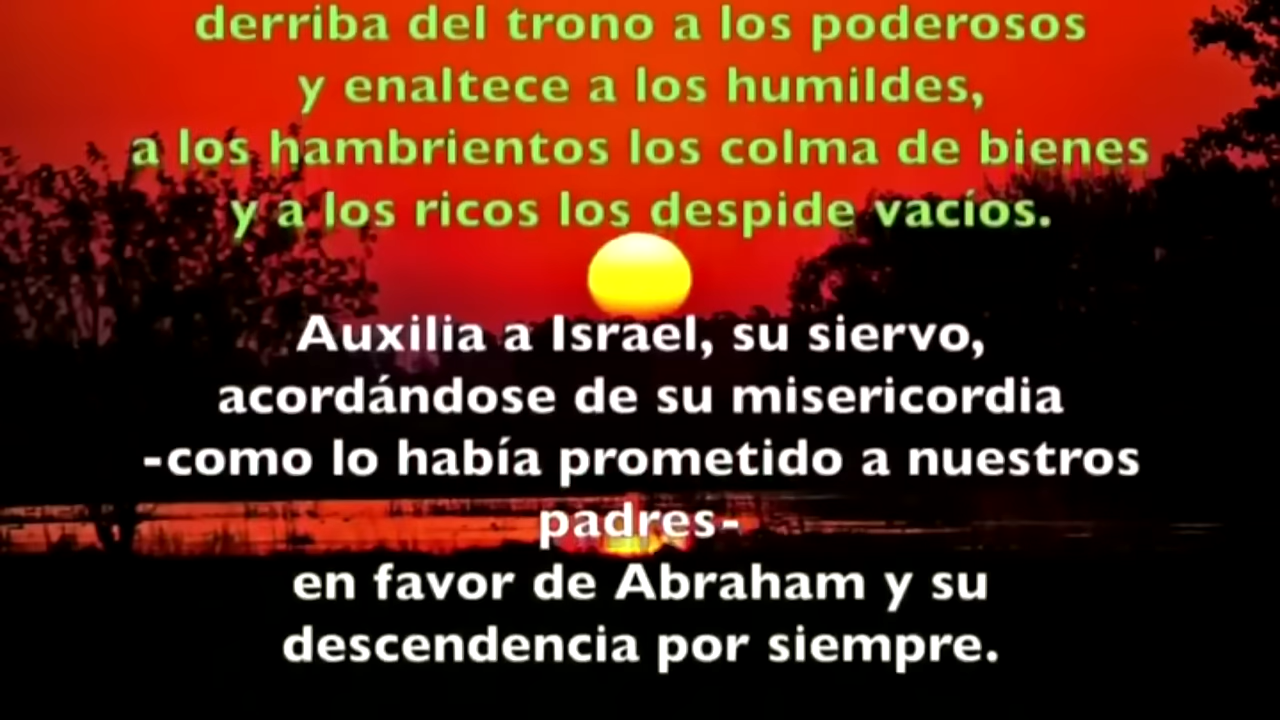 derriba del trono a los poderosos
y enaltece a los humildes,
a los hambrientos los colma de bienes
y a los ricos los despide vacíos.
Auxilia a Israel, su siervo,
acordándose de su misericordia
-como lo había prometido a nuestros
padres-
en favor de Abraham y su
descendencia por siempre.